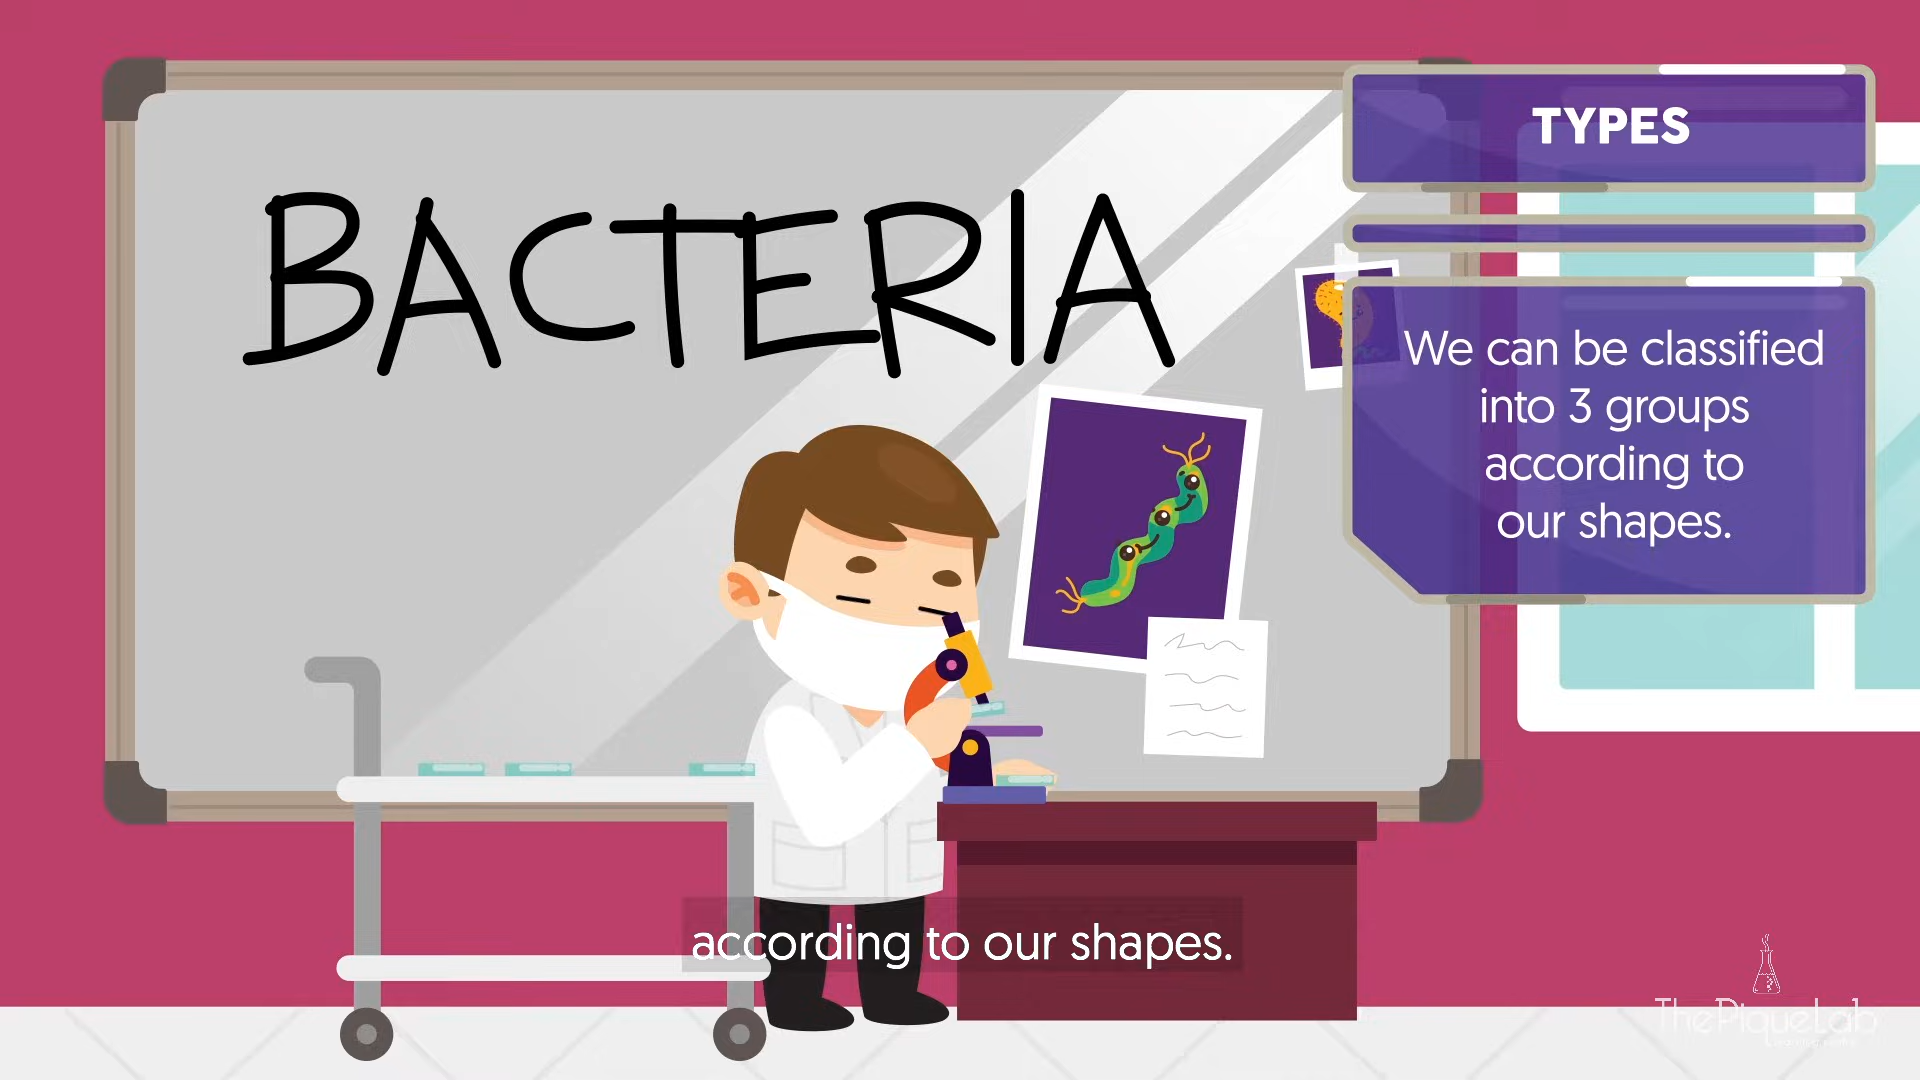 BACTERIA
TYPES
We can be classified
into 3 groups
according to
our shapes.
according to our shapes.
ThePiqueLab